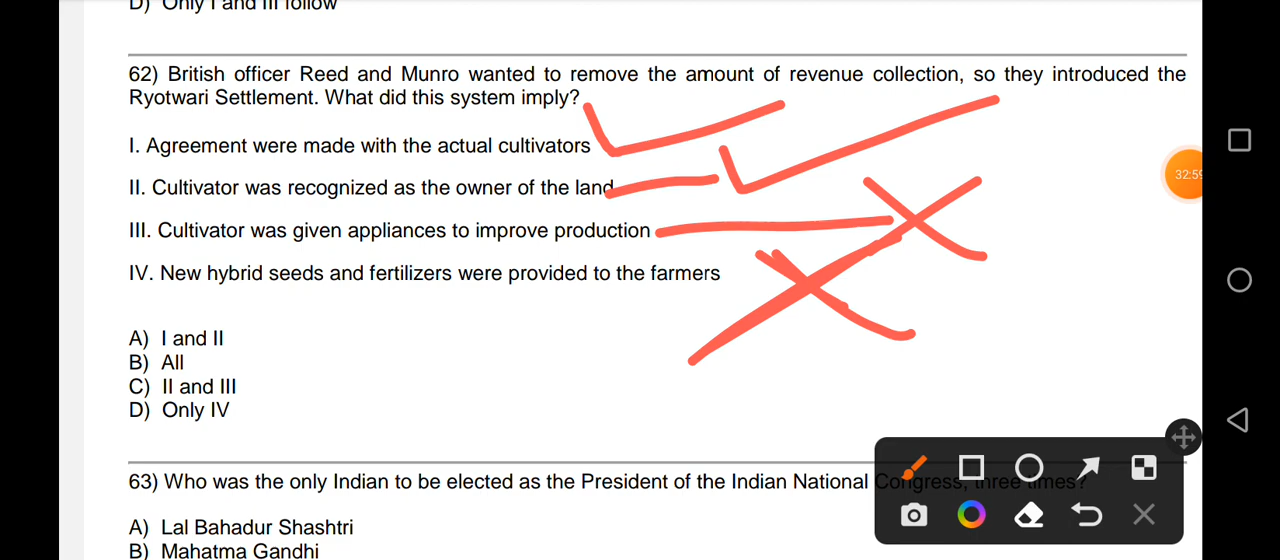 D) Only I and III follow
62) British officer Reed and Munro wanted to remove the amount of revenue collection, so they introduced the
Ryotwari Settlement. What did this system imply?
I. Agreement were made with the actual cultivators
II. Cultivator was recognized as the owner of the land
III. Cultivator was given appliances to improve production
IV. New hybrid seeds and fertilizers were provided to the farmers
A) I and II
B) All
C) II and III
D) Only IV
63) Who was the only Indian to be elected as the President of the Indian National Congress, three times?
A) Lal Bahadur Shashtri
B) Mahatma Gandhi
32:59